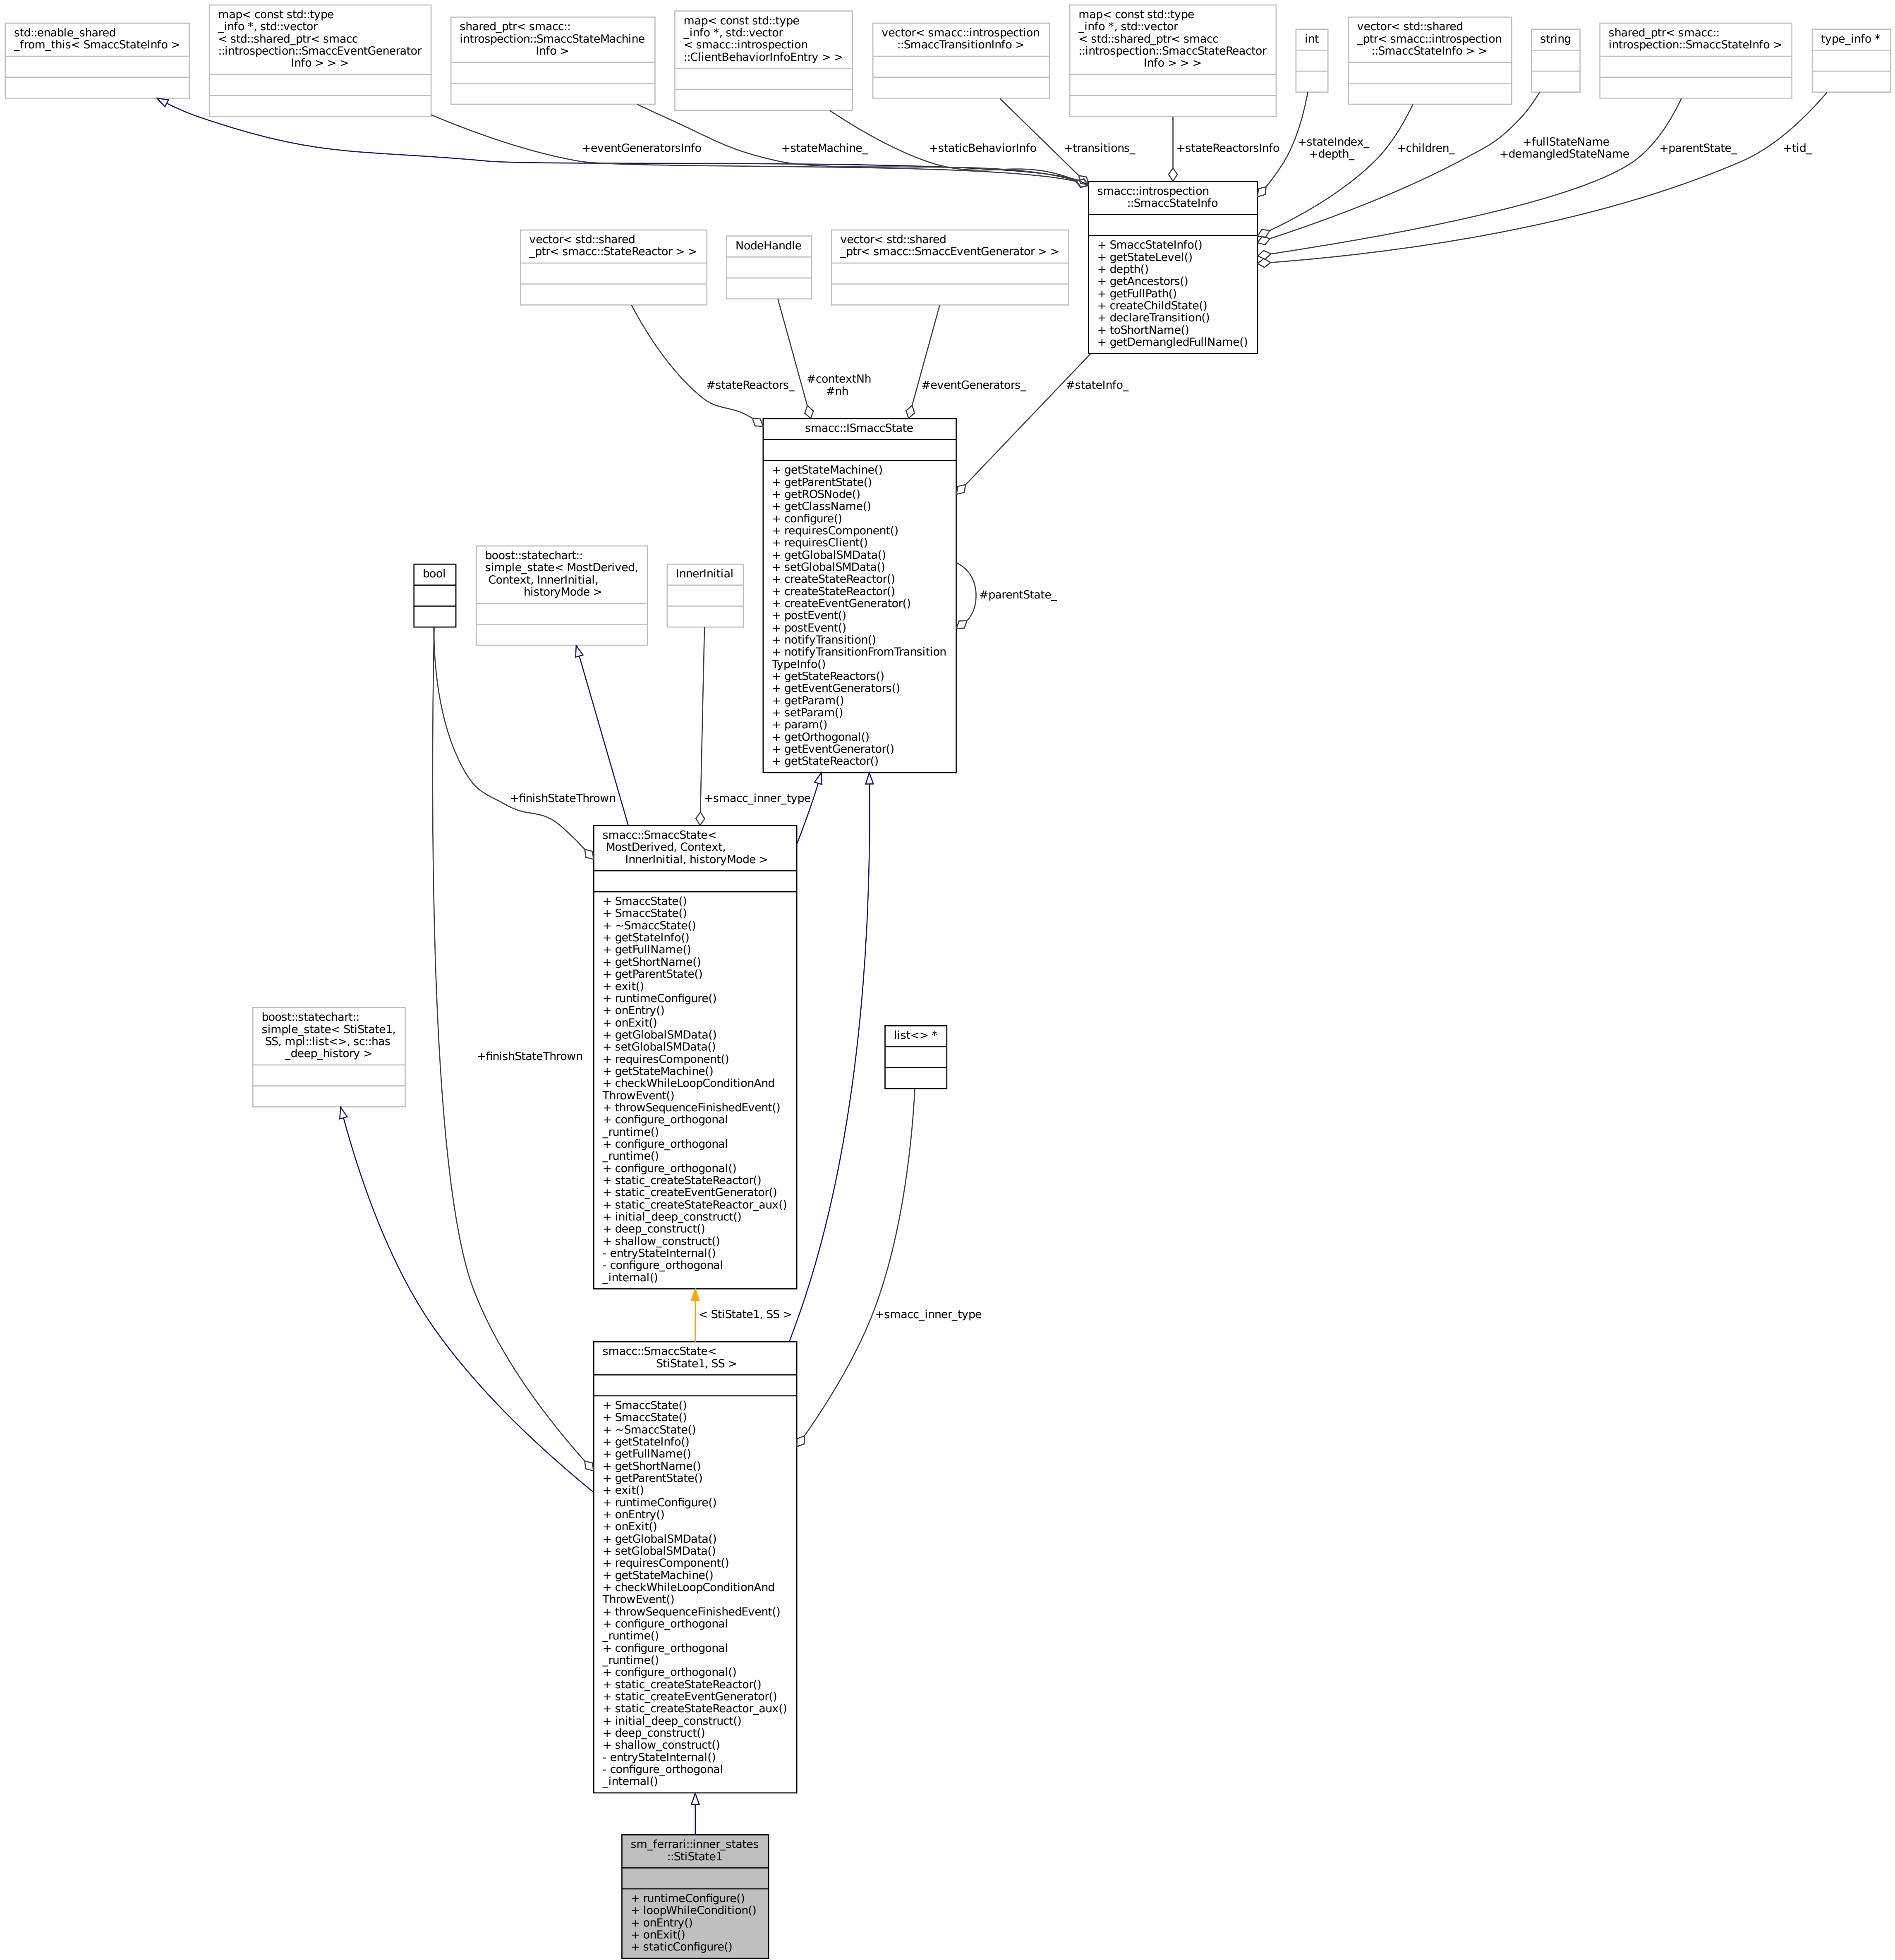 std::enable_shared
_from_this< SmaccStateInfo >
map< const std::type
_info *, std::vector
< std::shared_ptr< smacc
::introspection::SmaccEventGenerator
Info > > >
shared_ptr< smacc::
introspection::SmaccStateMachine
Info >
map< const std::type
_info *, std::vector
< smacc::introspection
::ClientBehaviorInfoEntry > >
vector< smacc::introspection
::SmaccTransitionInfo >
map< const std::type
_info *, std::vector
< std::shared_ptr< smacc
::introspection::SmaccStateReactor
Info > > >
int
vector< std::shared
_ptr< smacc::introspection
::SmaccStateInfo > >
string
shared_ptr< smacc::
introspection::SmaccStateInfo >
type_info *
+eventGeneratorsInfo
+stateMachine_
+staticBehaviorInfo
+transitions_
+stateReactorsInfo
+stateIndex_
+depth_
+children_
+fullStateName
+demangledStateName
+parentState_
+tid_
smacc::introspection
::SmaccStateInfo
+ SmaccStateInfo()
+ getStateLevel()
+ depth()
+ getAncestors()
+ getFullPath()
+ createChildState()
+ declareTransition()
+ toShortName()
+ getDemangledFullName()
vector< std::shared
_ptr< smacc::StateReactor > >
NodeHandle
vector< std::shared
_ptr< smacc::SmaccEventGenerator > >
#stateReactors_
#contextNh
#nh
#eventGenerators_
#stateInfo_
smacc::ISmaccState
+ getStateMachine()
+ getParentState()
+ getROSNode()
+ getClassName()
+ configure()
+ requiresComponent()
+ requiresClient()
+ getGlobalSMData()
+ setGlobalSMData()
+ createStateReactor()
+ createStateReactor()
+ createEventGenerator()
+ postEvent()
+ postEvent()
+ notifyTransition()
+ notifyTransitionFromTransition
TypeInfo()
+ getStateReactors()
+ getEventGenerators()
+ getParam()
+ setParam()
+ param()
+ getOrthogonal()
+ getEventGenerator()
+ getStateReactor()
#parentState_
bool
boost::statechart::
simple_state< MostDerived,
Context, InnerInitial,
historyMode >
InnerInitial
+finishStateThrown
+smacc_inner_type
smacc::SmaccState<
MostDerived, Context,
InnerInitial, historyMode >
+ SmaccState()
+ SmaccState()
+ ~SmaccState()
+ getStateInfo()
+ getFullName()
+ getShortName()
+ getParentState()
+ exit()
+ runtimeConfigure()
+ onEntry()
+ onExit()
+ getGlobalSMData()
+ setGlobalSMData()
+ requiresComponent()
+ getStateMachine()
+ checkWhileLoopConditionAnd
ThrowEvent()
+ throwSequenceFinishedEvent()
+ configure_orthogonal
_runtime()
+ configure_orthogonal
_runtime()
+ configure_orthogonal()
+ static_createStateReactor()
+ static_createEventGenerator()
+ static_createStateReactor_aux()
+ initial_deep_construct()
+ deep_construct()
+ shallow_construct()
- entryStateInternal()
- configure_orthogonal
_internal()
boost::statechart::
simple_state< StiState1,
SS, mpl::list<>, sc::has
_deep_history >
+finishStateThrown
list<> *
< StiState1, SS >
+smacc_inner_type
smacc::SmaccState<
StiState1, SS >
+ SmaccState()
+ SmaccState()
+ ~SmaccState()
+ getStateInfo()
+ getFullName()
+ getShortName()
+ getParentState()
+ exit()
+ runtimeConfigure()
+ onEntry()
+ onExit()
+ getGlobalSMData()
+ setGlobalSMData()
+ requiresComponent()
+ getStateMachine()
+ checkWhileLoopConditionAnd
ThrowEvent()
+ throwSequenceFinishedEvent()
+ configure_orthogonal
_runtime()
+ configure_orthogonal
_runtime()
+ configure_orthogonal()
+ static_createStateReactor()
+ static_createEventGenerator()
+ static_createStateReactor_aux()
+ initial_deep_construct()
+ deep_construct()
+ shallow_construct()
- entryStateInternal()
- configure_orthogonal
_internal()
sm_ferrari::inner_states
::StiState1
+ runtimeConfigure()
+ loopWhileCondition()
+ onEntry()
+ onExit()
+ staticConfigure()